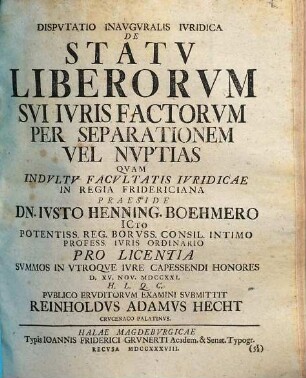 DISPVTATIO INAVGVRALIS IVRIDICA
DE
STATV
LIBERORVM
SVI IVRIS FACTORVM
PER SEPARATIONEM
VEL NVPTIAS
QVAM
INDVLTV FACVLTATIS IVRIDICAE
IN REGIA FRIDERICIANA
PRAESIDE
DN. IVSTO HENNING. BOEHMERO
ICTO
POTENTISS. REG. BORVSS. CONSIL. INTIMO
PROFESS. IVRIS ORDINARIO
PRO LICENTIA
SVMMOS IN VTROQVE IVRE CAPESSENDI HONORES
D. XV. NOV. MDCCXXI.
H. L. Q. C.
PVBLICO ERVDITORVM EXAMINI SVBMITTIT
REINHOLDVS ADAMVS HECHT
CRVCENACO PALATINVS.
HALAE MAGDEBVRGICAE
Typis IOANNIS FRIDERICI GRVNERTI Academ. & Senat. Typogr.
RECVSA MDCCXXXVIII.